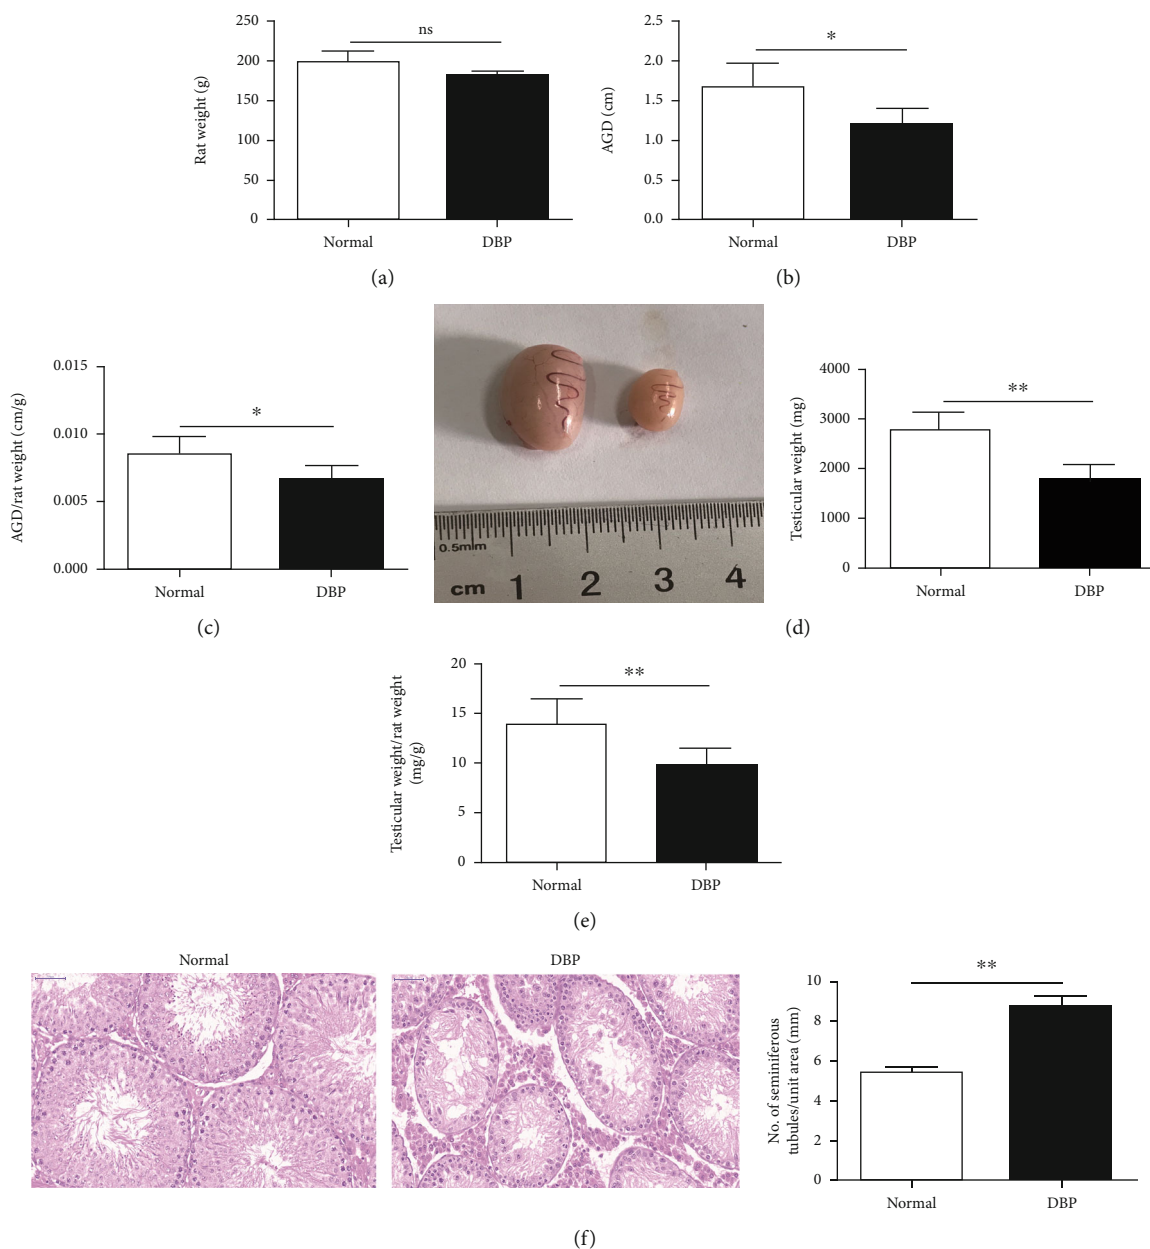 250
200
150
100
50
0
Rat weight (g)
ns
Normal
DBP
(a)
2.5
2.0
1.5
1.0
0.5
0.0
AGD (cm)
*
Normal
DBP
(b)
0.015
0.010
0.005
0.000
AGD/rat weight (cm/g)
*
Normal
DBP
(c)
0.5mm
cm 1 2 3 4
4000
3000
2000
1000
0
Testicular weight (mg)
**
Normal
DBP
(d)
20
15
10
5
0
Testicular weight/rat weight
(mg/g)
**
Normal
DBP
(e)
Normal
DBP
10
8
6
4
2
0
No. of seminiferous
tubules/unit area (mm)
**
Normal
DBP
(f)